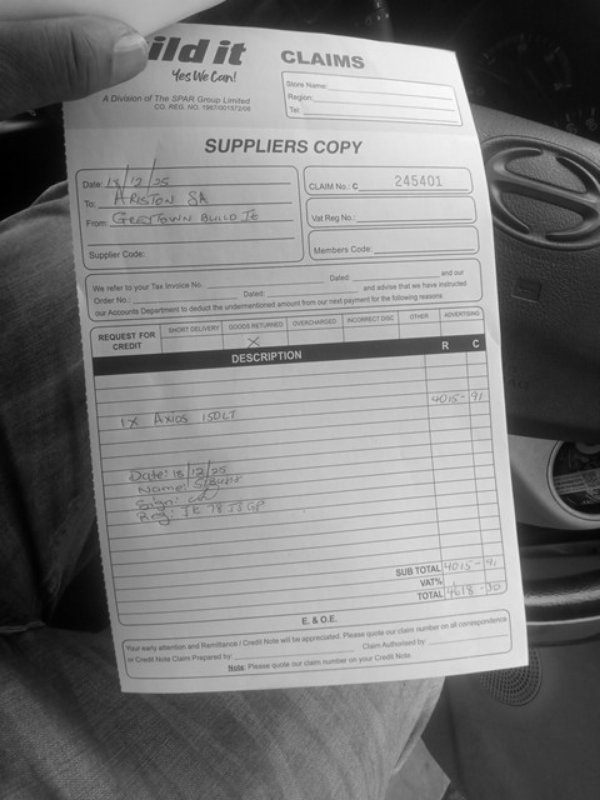 ild it
Yes We Can!
A Division of The SPAR Group Limited
CO. REG. NO. 1967/001572/06
CLAIMS
Store Name:
Region:
Tel:
SUPPLIERS COPY
Date: 18/12/25
To: ARISTON SA
From: GREYTOWN BUILD IT
Supplier Code:
CLAIM No.: C 245401
Vat Reg No.:
Members Code:
We refer to your Tax Invoice No. Dated: and our
Order No.: Dated: and advise that we have instructed
our Accounts Department to deduct the undermentioned amount from our next payment for the following reasons
REQUEST FOR CREDIT
SHORT DELIVERY
GOODS RETURNED
OVERCHARGED
INCORRECT DISC
OTHER
ADVERTISING
X
DESCRIPTION R C
1X Axios 150LT 4015-91
Date: 18/12/25
Name:
Sign:
Reg: GP
SUB TOTAL 4015-91
VAT%
TOTAL 4618-30
E. & O.E.
Your early attention and Remittance / Credit Note will be appreciated. Please quote our claim number on all correspondence
or Credit Note Claim Prepared by: Claim Authorised by:
Note: Please quote our claim number on your Credit Note.